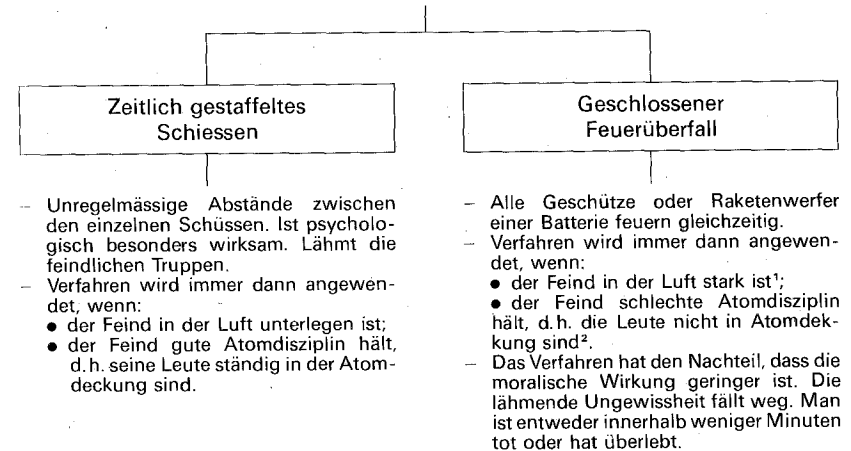 Zeitlich gestaffeltes
Schiessen
– Unregelmässige Abstände zwischen
den einzelnen Schüssen. Ist psycholo-
gisch besonders wirksam. Lähmt die
feindlichen Truppen.
– Verfahren wird immer dann angewen-
det, wenn:
● der Feind in der Luft unterlegen ist;
● der Feind gute Atomdisziplin hält,
d.h. seine Leute ständig in der Atom-
deckung sind.
Geschlossener
Feuerüberfall
– Alle Geschütze oder Raketenwerfer
einer Batterie feuern gleichzeitig.
– Verfahren wird immer dann angewen-
det, wenn:
● der Feind in der Luft stark ist¹;
● der Feind schlechte Atomdisziplin
hält, d.h. die Leute nicht in Atomdek-
kung sind².
– Das Verfahren hat den Nachteil, dass die
moralische Wirkung geringer ist. Die
lähmende Ungewissheit fällt weg. Man
ist entweder innerhalb weniger Minuten
tot oder hat überlebt.